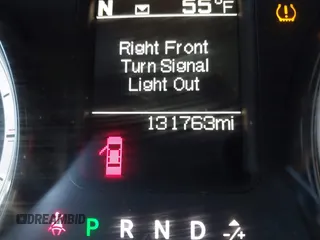 N 55°F
Right Front
Turn Signal
Light Out
131763mi
P R N D -/+
DREAMBID